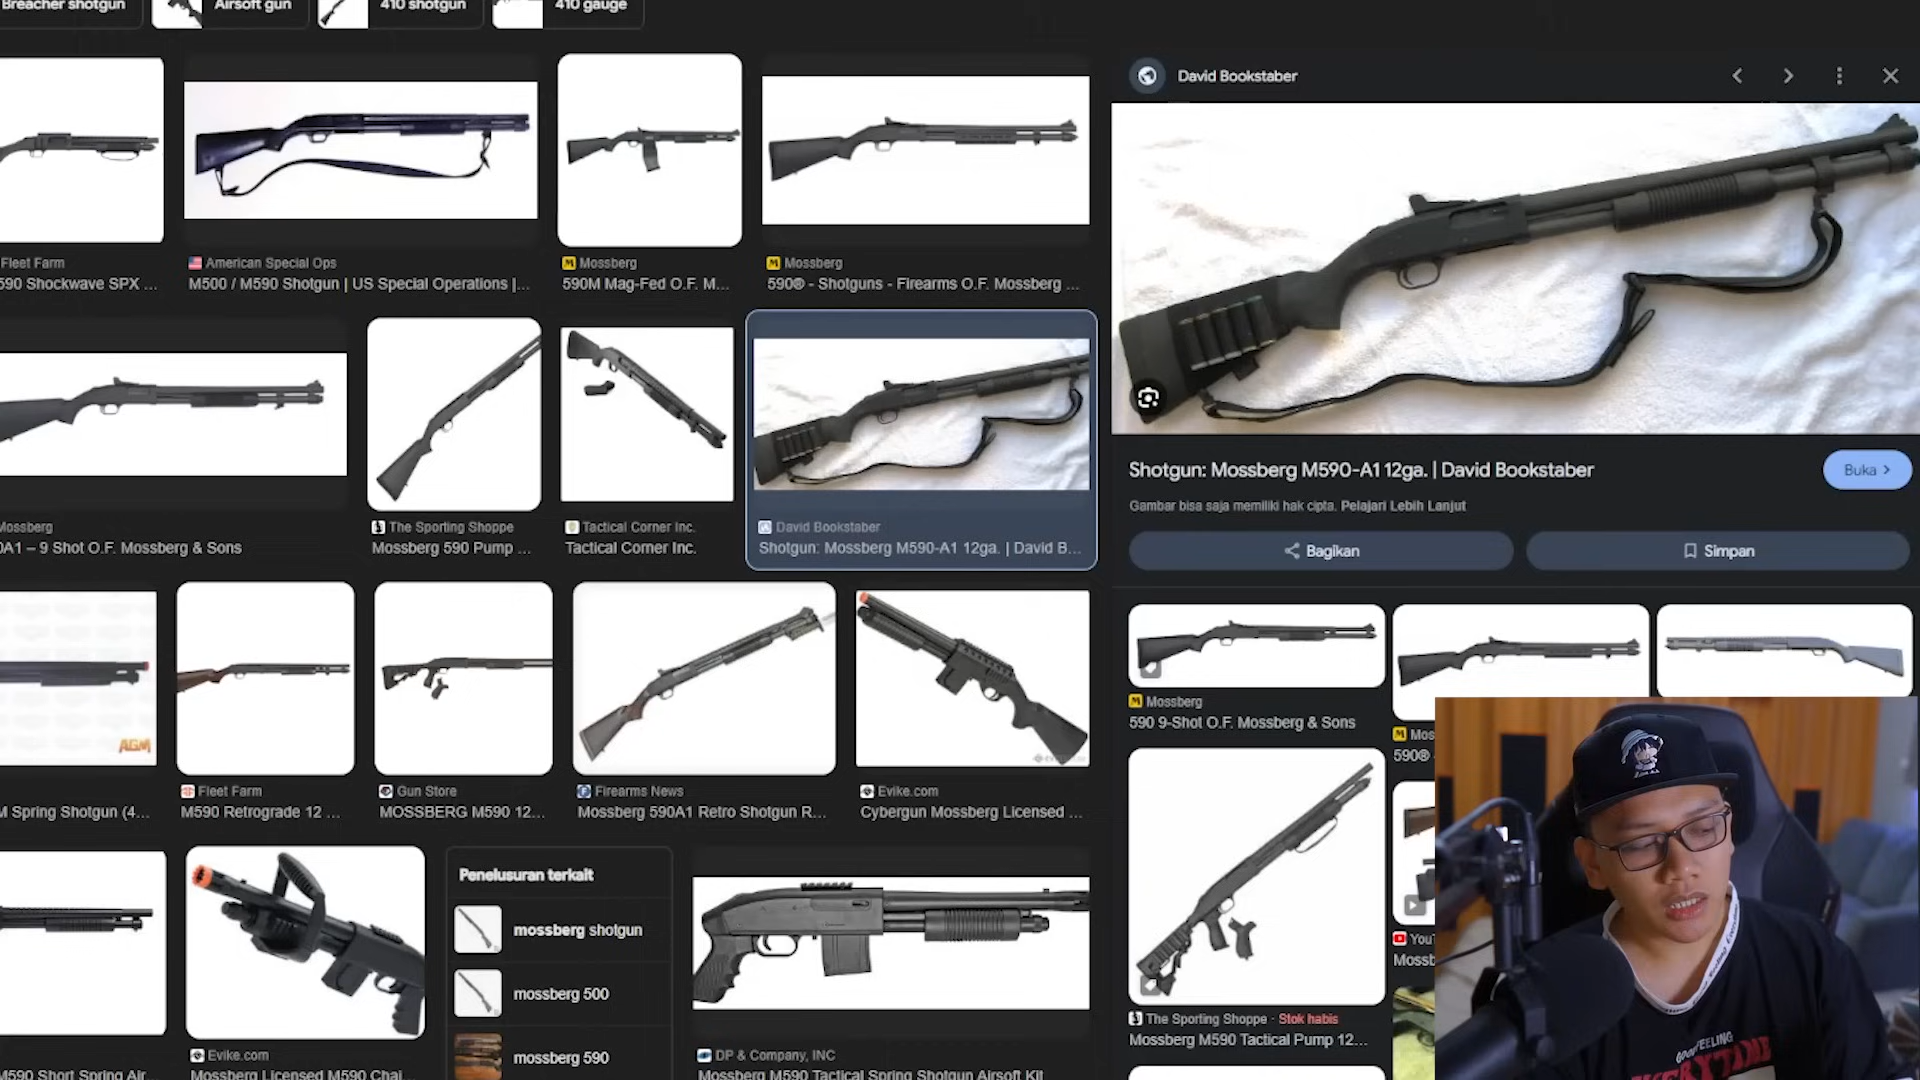 Breacher shotgun
Airsoft gun
410 shotgun
410 gauge
Fleet Farm
590 Shockwave SPX ...
American Special Ops
M500 / M590 Shotgun | US Special Operations |...
Mossberg
590M Mag-Fed O.F. M...
Mossberg
590® - Shotguns - Firearms O.F. Mossberg ...
Mossberg
0A1 – 9 Shot O.F. Mossberg & Sons
The Sporting Shoppe
Mossberg 590 Pump ...
Tactical Corner Inc.
Tactical Corner Inc.
David Bookstaber
Shotgun: Mossberg M590-A1 12ga. | David B...
AGM
M Spring Shotgun (4...
Fleet Farm
M590 Retrograde 12 ...
Gun Store
MOSSBERG M590 12...
Firearms News
Mossberg 590A1 Retro Shotgun R...
Evike.com
Cybergun Mossberg Licensed ...
M590 Short Spring Air...
Evike.com
Mossberg Licensed M590 Chai...
Penelusuran terkait
mossberg shotgun
mossberg 500
mossberg 590
DP & Company, INC
Mossberg M590 Tactical Spring Shotgun Airsoft Kit
David Bookstaber
Shotgun: Mossberg M590-A1 12ga. | David Bookstaber
Buka
Gambar bisa saja memiliki hak cipta. Pelajari Lebih Lanjut
Bagikan
Simpan
Mossberg
590 9-Shot O.F. Mossberg & Sons
Mos
590®
The Sporting Shoppe · Stok habis
Mossberg M590 Tactical Pump 12...
YouT
Mossb
GOOD FEELING